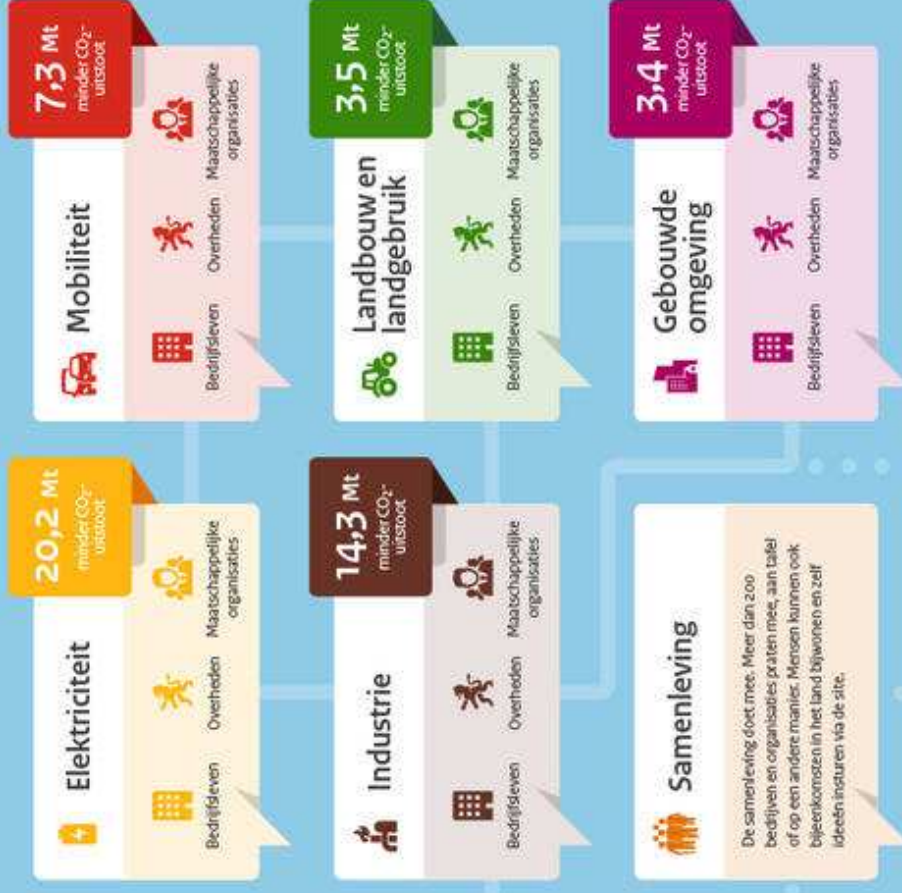 Elektriciteit
20,2 Mt
minder CO₂-
uitstoot
Bedrijfsleven
Overheden
Maatschappelijke
organisaties
Mobiliteit
7,3 Mt
minder CO₂-
uitstoot
Bedrijfsleven
Overheden
Maatschappelijke
organisaties
Industrie
14,3 Mt
minder CO₂-
uitstoot
Bedrijfsleven
Overheden
Maatschappelijke
organisaties
Landbouw en
landgebruik
3,5 Mt
minder CO₂-
uitstoot
Bedrijfsleven
Overheden
Maatschappelijke
organisaties
Samenleving
De samenleving doet mee. Meer dan 200
bedrijven en organisaties praten mee, aan tafel
of op een andere manier. Mensen kunnen ook
bijeenkomsten in het land bijwonen en zelf
ideeën insturen via de site.
Gebouwde
omgeving
3,4 Mt
minder CO₂-
uitstoot
Bedrijfsleven
Overheden
Maatschappelijke
organisaties